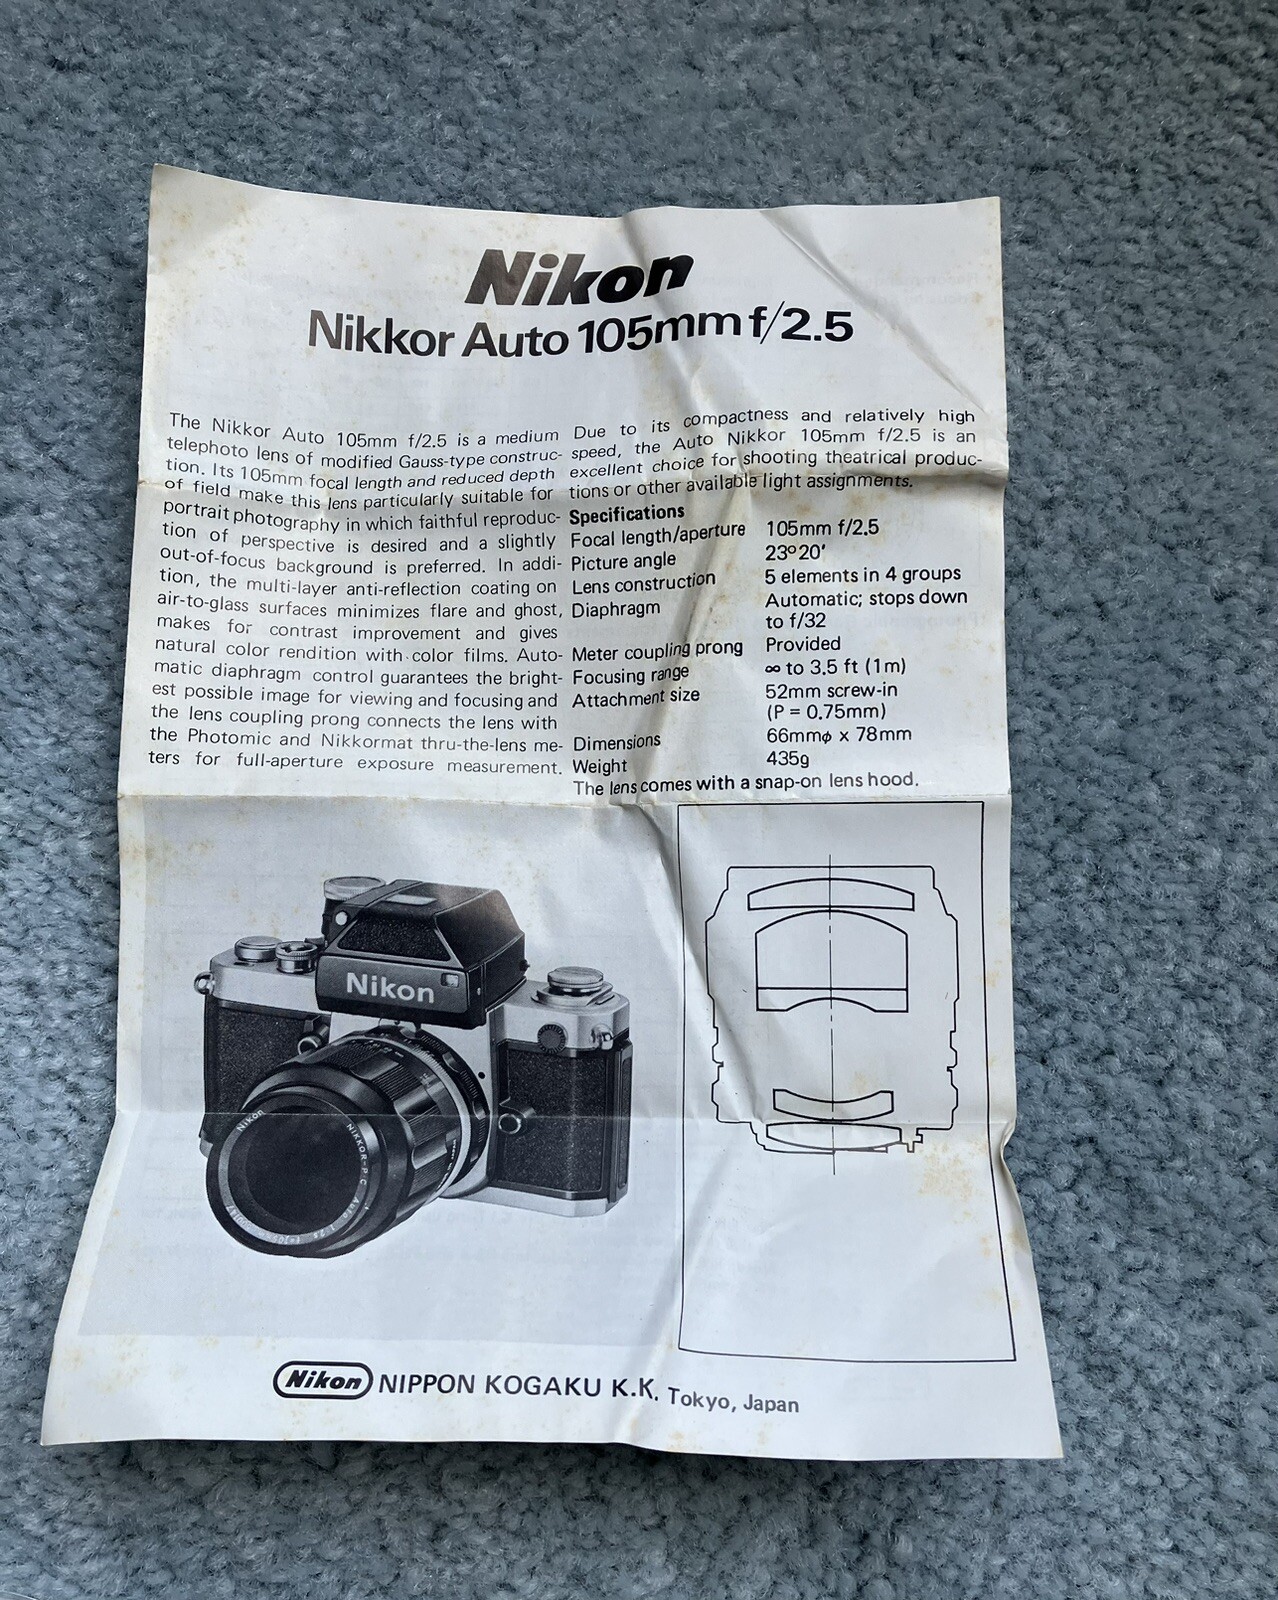 Nikon
Nikkor Auto 105mm f/2.5
The Nikkor Auto 105mm f/2.5 is a medium
telephoto lens of modified Gauss-type construc-
tion. Its 105mm focal length and reduced depth
of field make this lens particularly suitable for
portrait photography in which faithful reproduc-
tion of perspective is desired and a slightly
out-of-focus background is preferred. In addi-
tion, the multi-layer anti-reflection coating on
air-to-glass surfaces minimizes flare and ghost,
makes for contrast improvement and gives
natural color rendition with color films. Auto-
matic diaphragm control guarantees the bright-
est possible image for viewing and focusing and
the lens coupling prong connects the lens with
the Photomic and Nikkormat thru-the-lens me-
ters for full-aperture exposure measurement.
Due to its compactness and relatively high
speed, the Auto Nikkor 105mm f/2.5 is an
excellent choice for shooting theatrical produc-
tions or other available light assignments.
Specifications
Focal length/aperture 105mm f/2.5
Picture angle 23°20'
Lens construction 5 elements in 4 groups
Diaphragm Automatic; stops down
to f/32
Meter coupling prong Provided
Focusing range ∞ to 3.5 ft (1m)
Attachment size 52mm screw-in
(P = 0.75mm)
Dimensions 66mmφ x 78mm
Weight 435g
The lens comes with a snap-on lens hood.
Nikon
Nikon NIKKOR-P·C Auto 1:2.5 f=105mm
Nikon NIPPON KOGAKU K.K. Tokyo, Japan